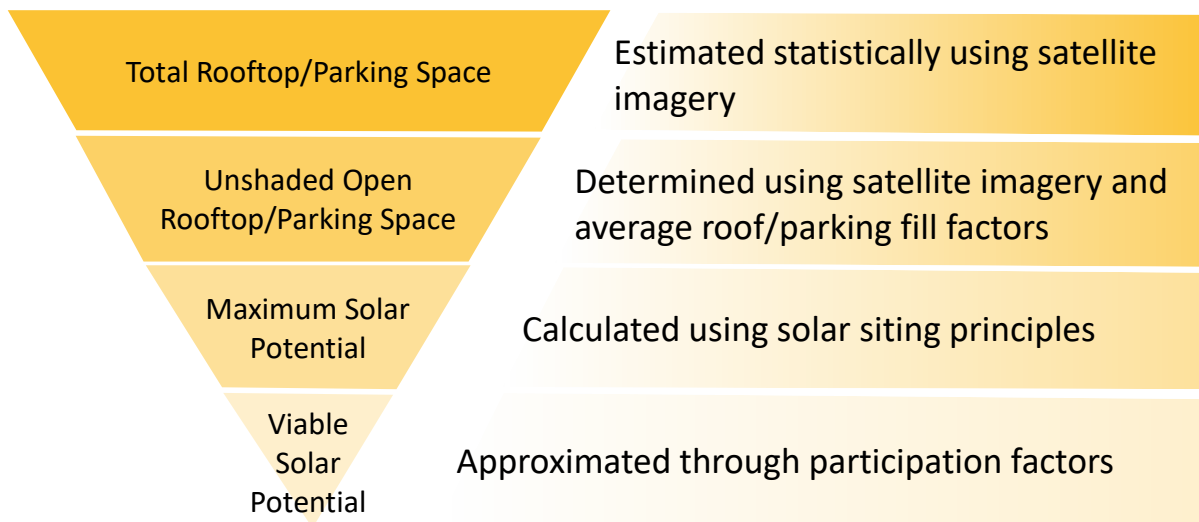 Total Rooftop/Parking Space
Estimated statistically using satellite
imagery
Unshaded Open
Rooftop/Parking Space
Determined using satellite imagery and
average roof/parking fill factors
Maximum Solar
Potential
Calculated using solar siting principles
Viable
Solar
Potential
Approximated through participation factors